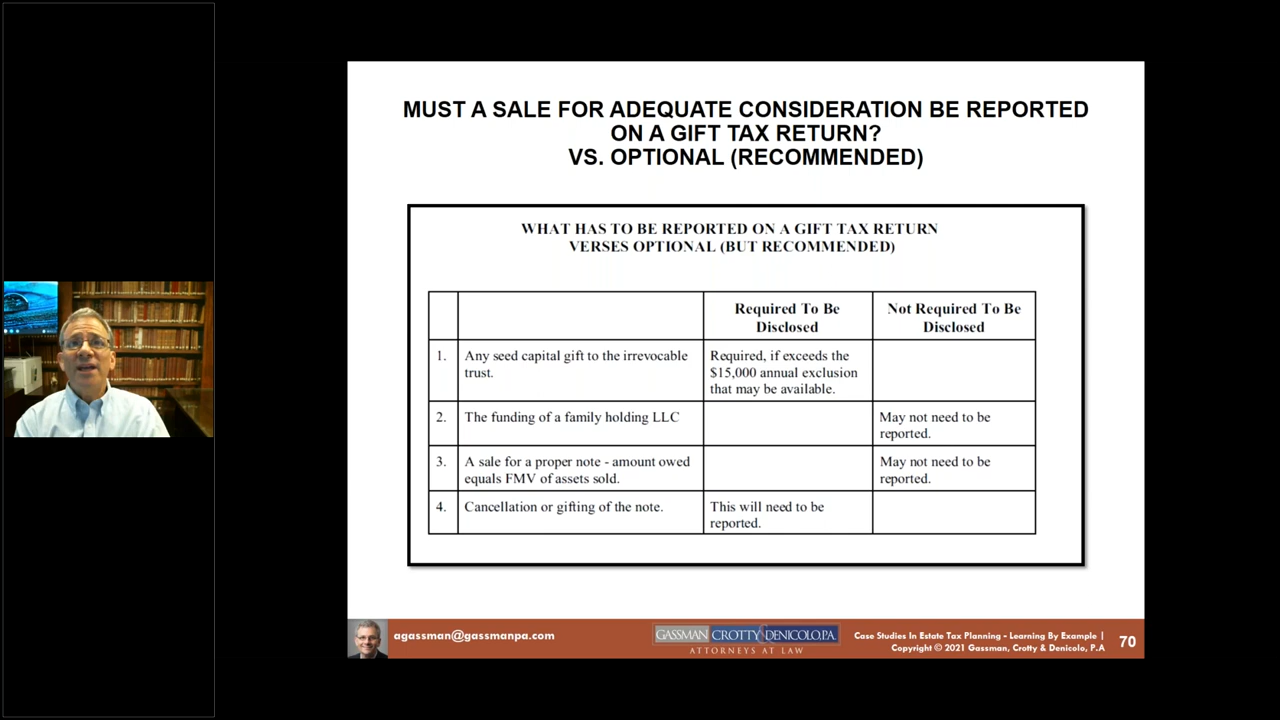 MUST A SALE FOR ADEQUATE CONSIDERATION BE REPORTED
ON A GIFT TAX RETURN?
VS. OPTIONAL (RECOMMENDED)
WHAT HAS TO BE REPORTED ON A GIFT TAX RETURN
VERSES OPTIONAL (BUT RECOMMENDED)
Required To Be
Disclosed
Not Required To Be
Disclosed
1.
Any seed capital gift to the irrevocable
trust.
Required, if exceeds the
$15,000 annual exclusion
that may be available.
2.
The funding of a family holding LLC
May not need to be
reported.
3.
A sale for a proper note - amount owed
equals FMV of assets sold.
May not need to be
reported.
4.
Cancellation or gifting of the note.
This will need to be
reported.
agassman@gassmanpa.com
GASSMAN CROTTY & DENICOLO, P.A.
ATTORNEYS AT LAW
Case Studies In Estate Tax Planning - Learning By Example |
Copyright © 2021 Gassman, Crotty & Denicolo, P.A
70